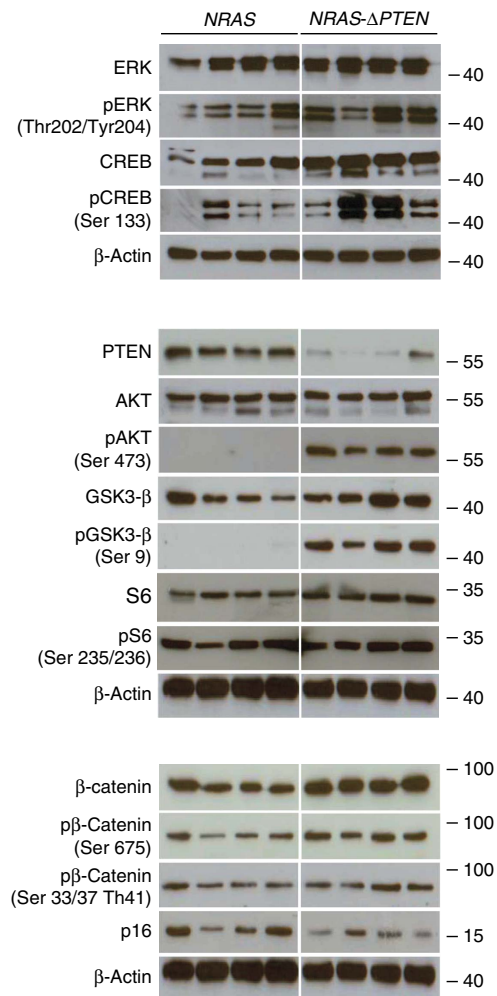 NRAS NRAS-ΔPTEN
ERK – 40
pERK
(Thr202/Tyr204) – 40
CREB – 40
pCREB
(Ser 133) – 40
β-Actin – 40
PTEN – 55
AKT – 55
pAKT
(Ser 473) – 55
GSK3-β – 40
pGSK3-β
(Ser 9) – 40
S6 – 35
pS6
(Ser 235/236) – 35
β-Actin – 40
β-catenin – 100
pβ-Catenin – 100
(Ser 675)
pβ-Catenin – 100
(Ser 33/37 Th41)
p16 – 15
β-Actin – 40